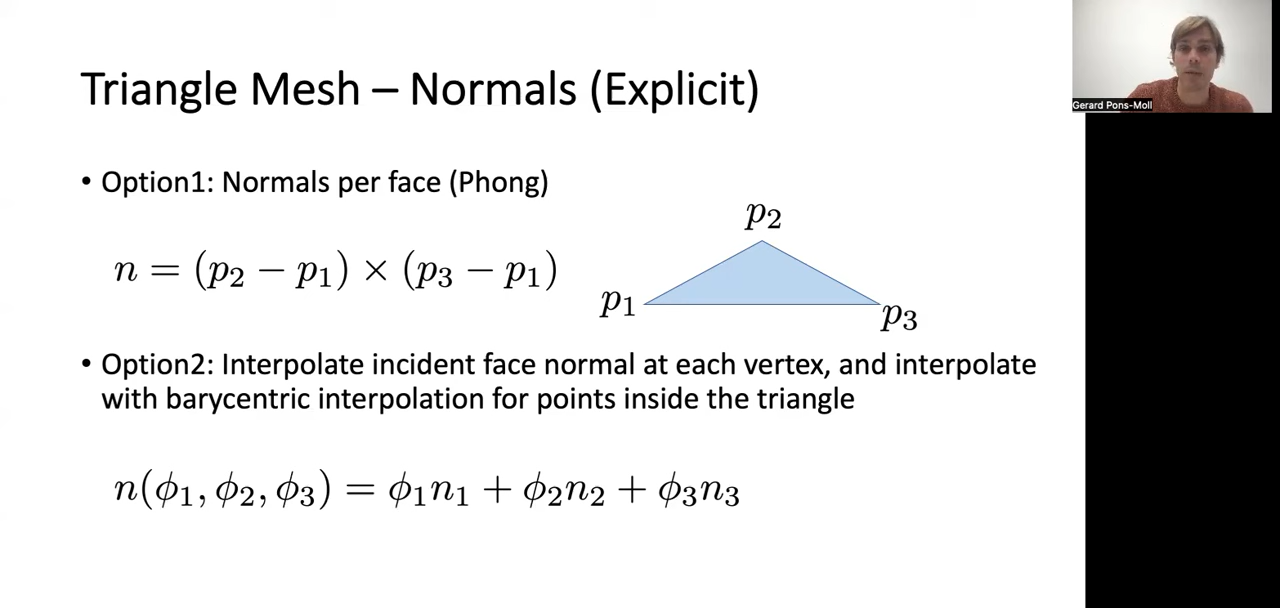 Triangle Mesh – Normals (Explicit)
Gerard Pons-Moll
• Option1: Normals per face (Phong)
p₂
n = (p₂ − p₁) × (p₃ − p₁)
p₁
p₃
• Option2: Interpolate incident face normal at each vertex, and interpolate
with barycentric interpolation for points inside the triangle
n(ϕ₁, ϕ₂, ϕ₃) = ϕ₁n₁ + ϕ₂n₂ + ϕ₃n₃